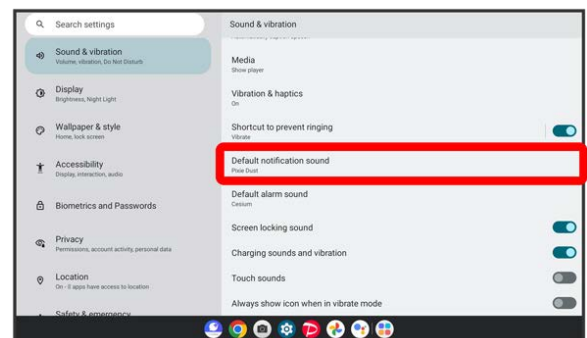 Search settings
Sound & vibration
Volume, vibration, Do Not Disturb
Display
Brightness, Night Light
Wallpaper & style
Home, lock screen
Accessibility
Display, interaction, audio
Biometrics and Passwords
Privacy
Permissions, account activity, personal data
Location
On - 8 apps have access to location
Safety & emergency
Sound & vibration
Media
Show player
Vibration & haptics
On
Shortcut to prevent ringing
Vibrate
Default notification sound
Pixie Dust
Default alarm sound
Cesium
Screen locking sound
Charging sounds and vibration
Touch sounds
Always show icon when in vibrate mode